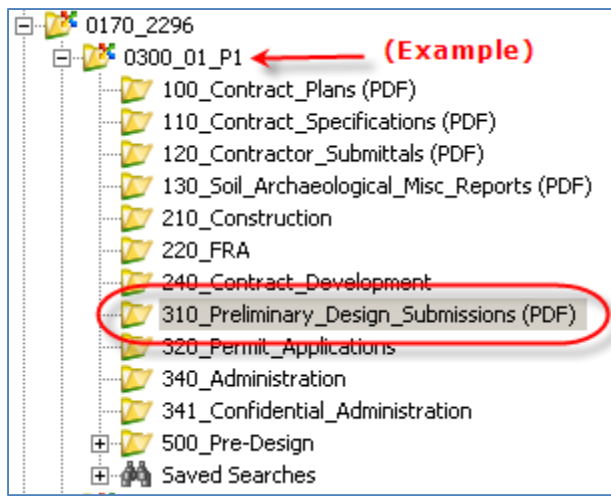 0170_2296
0300_01_P1 (Example)
100_Contract_Plans (PDF)
110_Contract_Specifications (PDF)
120_Contractor_Submittals (PDF)
130_Soil_Archaeological_Misc_Reports (PDF)
210_Construction
220_FRA
240_Contract_Development
310_Preliminary_Design_Submissions (PDF)
320_Permit_Applications
340_Administration
341_Confidential_Administration
500_Pre-Design
Saved Searches